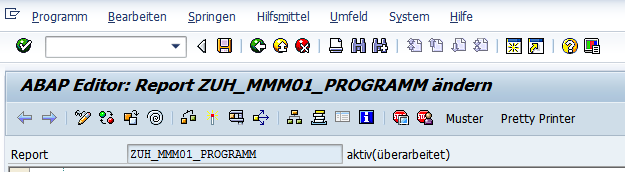 Programm Bearbeiten Springen Hilfsmittel Umfeld System Hilfe
ABAP Editor: Report ZUH_MMM01_PROGRAMM ändern
Muster Pretty Printer
Report ZUH_MMM01_PROGRAMM aktiv(überarbeitet)